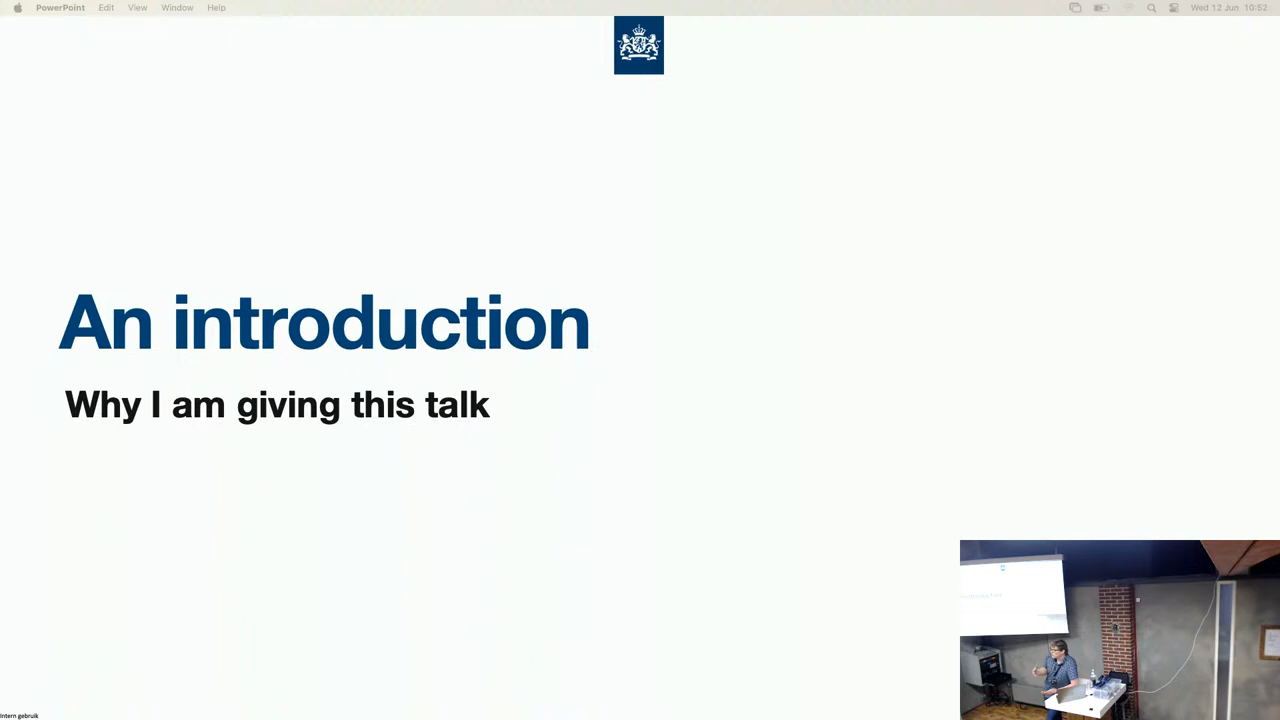 PowerPoint Edit View Window Help Wed 12 Jun 10:52
An introduction
Why I am giving this talk
Intern gebruik